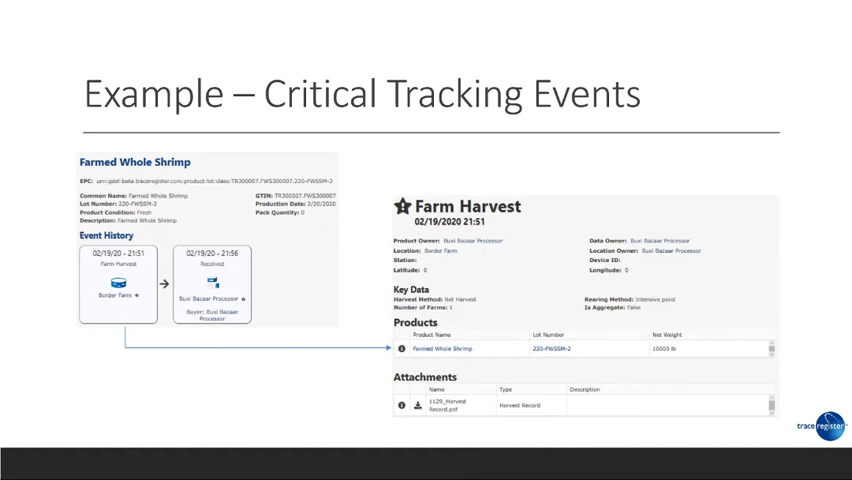 Example – Critical Tracking Events
Farmed Whole Shrimp
EPC: urn:gdst:beta.traceregister.com:product:lot:class:TR300007.FWS300007.220-FWSSM-2
Common Name: Farmed Whole Shrimp
GTIN: TR300007.FWS300007
Lot Number: 220-FWSSM-2
Production Date: 2/20/2020
Product Condition: Fresh
Pack Quantity: 0
Description: Farmed Whole Shrimp
Event History
02/19/20 - 21:51
Farm Harvest
Border Farm
02/19/20 - 21:56
Received
Buxi Bazaar Processor
Buyer: Buxi Bazaar
Processor
Farm Harvest
02/19/2020 21:51
Product Owner: Buxi Bazaar Processor
Data Owner: Buxi Bazaar Processor
Location: Border Farm
Location Owner: Buxi Bazaar Processor
Station:
Device ID:
Latitude: 0
Longitude: 0
Key Data
Harvest Method: Net Harvest
Rearing Method: Intensive pond
Number of Farms: 1
Is Aggregate: False
Products
Product Name Lot Number Net Weight
Farmed Whole Shrimp 220-FWSSM-2 10000 lb
Attachments
Name Type Description
1129_Harvest
Record.pdf
Harvest Record
trace register